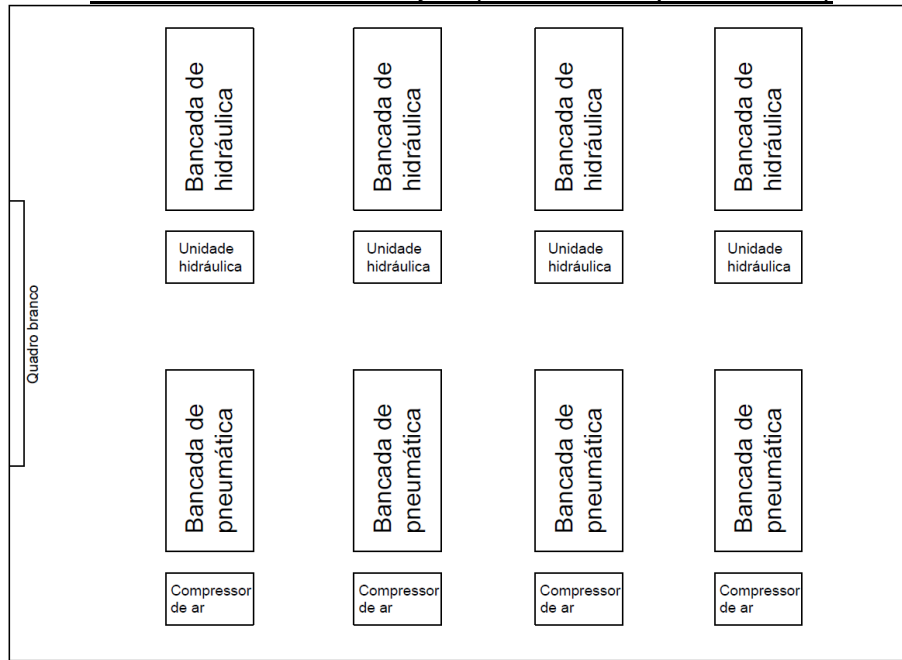 Bancada de
hidráulica
Bancada de
hidráulica
Bancada de
hidráulica
Bancada de
hidráulica
Unidade
hidráulica
Unidade
hidráulica
Unidade
hidráulica
Unidade
hidráulica
Quadro branco
Bancada de
pneumática
Bancada de
pneumática
Bancada de
pneumática
Bancada de
pneumática
Compressor
de ar
Compressor
de ar
Compressor
de ar
Compressor
de ar